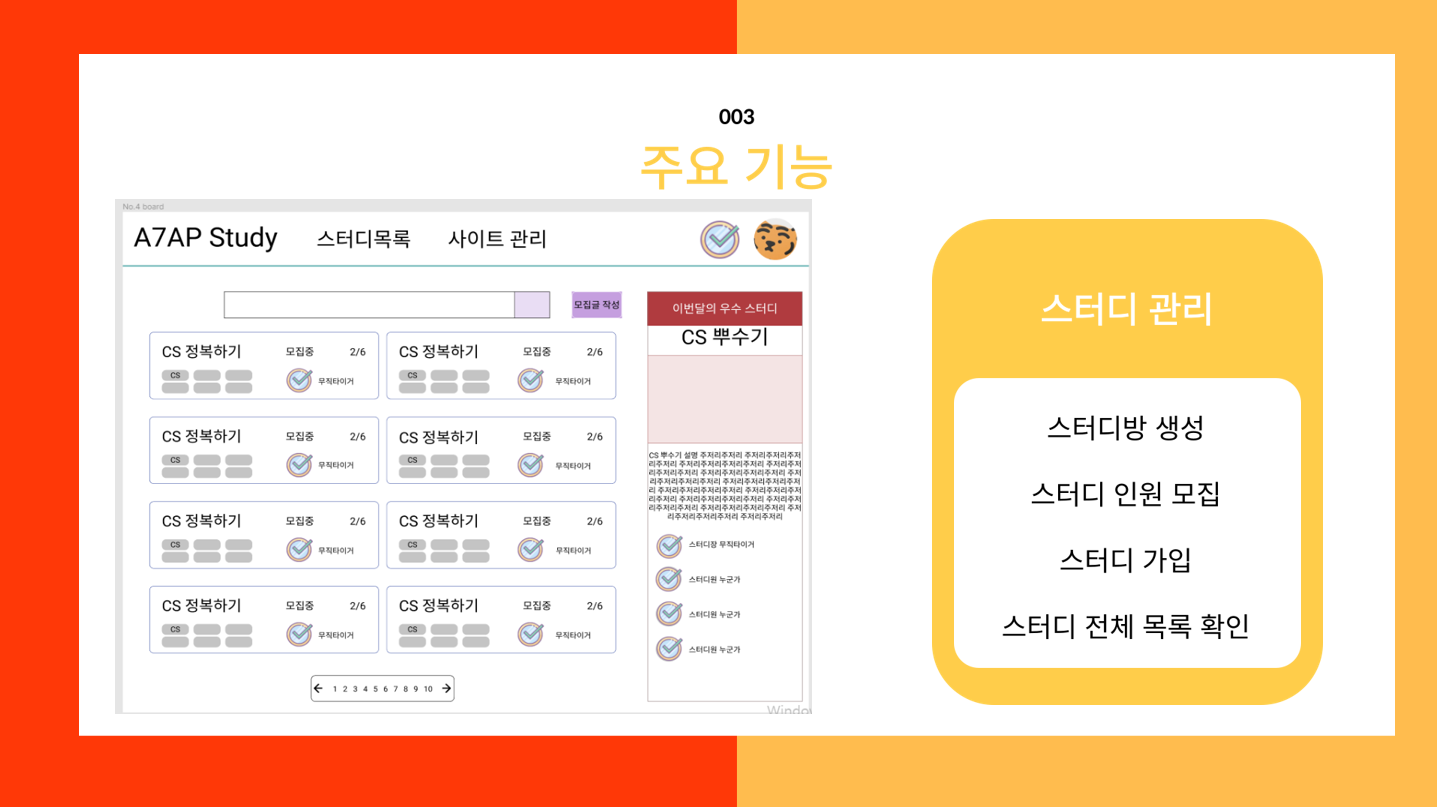 003
주요 기능
No.4 board
A7AP Study
스터디목록
사이트 관리
모집글 작성
CS 정복하기 모집중 2/6
CS 무직타이거
CS 정복하기 모집중 2/6
CS 무직타이거
CS 정복하기 모집중 2/6
CS 무직타이거
CS 정복하기 모집중 2/6
CS 무직타이거
CS 정복하기 모집중 2/6
CS 무직타이거
CS 정복하기 모집중 2/6
CS 무직타이거
CS 정복하기 모집중 2/6
CS 무직타이거
CS 정복하기 모집중 2/6
CS 무직타이거
1 2 3 4 5 6 7 8 9 10
이번달의 우수 스터디
CS 뿌수기
CS 뿌수기 설명 주저리주저리 주저리주저리주저
리주저리 주저리주저리주저리주저리 주저리주저
리주저리주저리 주저리주저리주저리주저리 주저
리주저리주저리주저리 주저리주저리주저리주저
리 주저리주저리주저리주저리 주저리주저리주저
리주저리 주저리주저리주저리주저리 주저리주저
리주저리주저리 주저리주저리주저리주저리 주저
리주저리주저리주저리 주저리주저리
스터디장 무직타이거
스터디원 누군가
스터디원 누군가
스터디원 누군가
Windo
스터디 관리
스터디방 생성
스터디 인원 모집
스터디 가입
스터디 전체 목록 확인